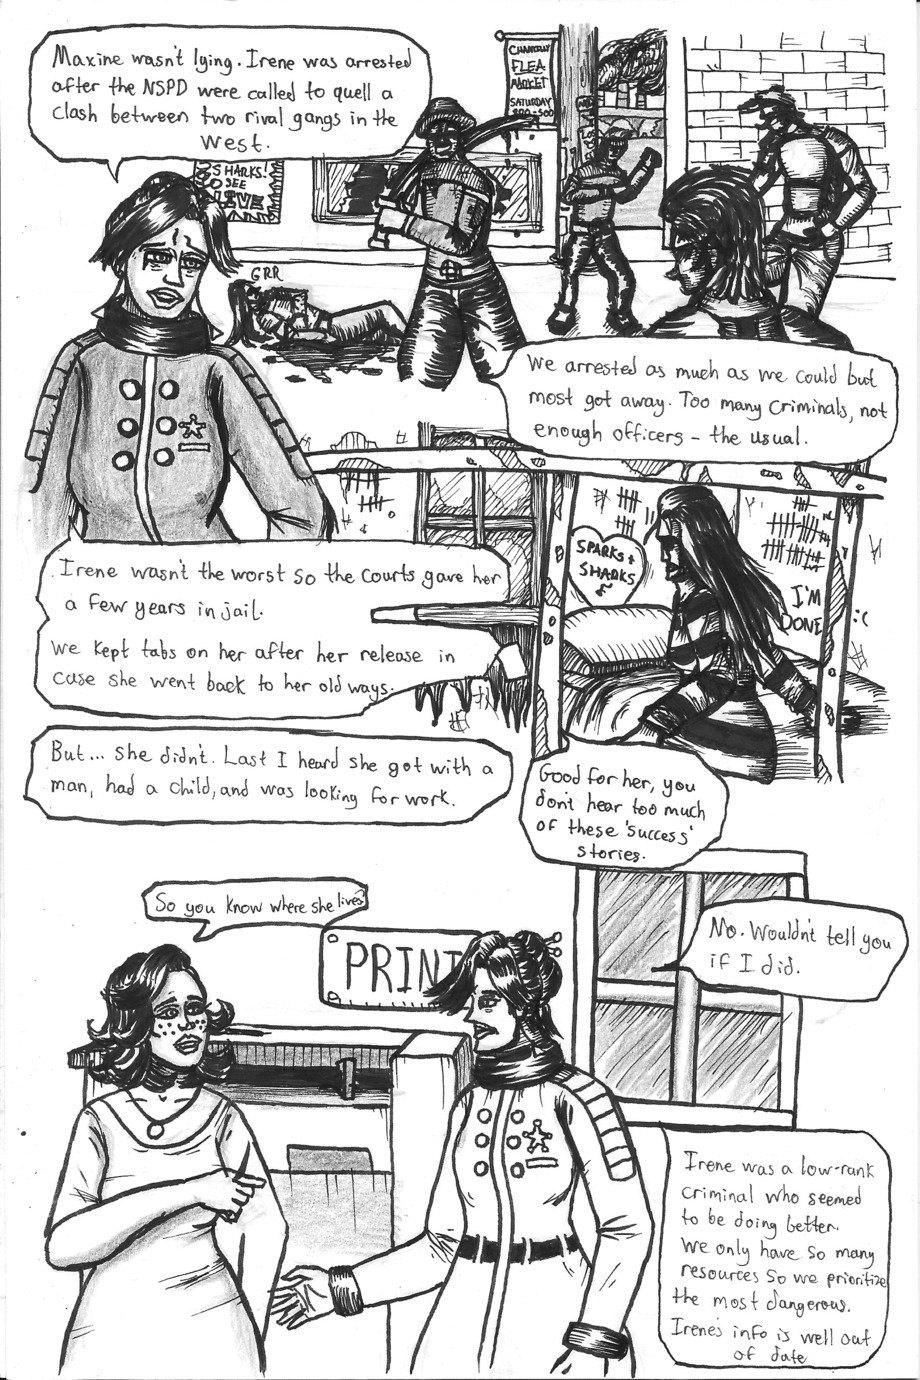 Maxine wasn't lying. Irene was arrested
after the NSPD were called to quell a
clash between two rival gangs in the
West.
FLEA
MARKET
SATURDAY
SHARKS!
SEE
LIVE
GRR
We arrested as much as we could but
most got away. Too many criminals, not
enough officers – the usual.
SPARKS +
SHARKS
I'M
DONE
:(
Irene wasn't the worst so the courts gave her
a few years in jail.
We kept tabs on her after her release in
case she went back to her old ways.
But... she didn't. Last I heard she got with a
man, had a child, and was looking for work.
Good for her, you
don't hear too much
of these 'success'
stories.
So you know where she lives?
PRINT
No. Wouldn't tell you
if I did.
Irene was a low-rank
criminal who seemed
to be doing better.
We only have so many
resources so we prioritize
the most dangerous.
Irene's info is well out
of date